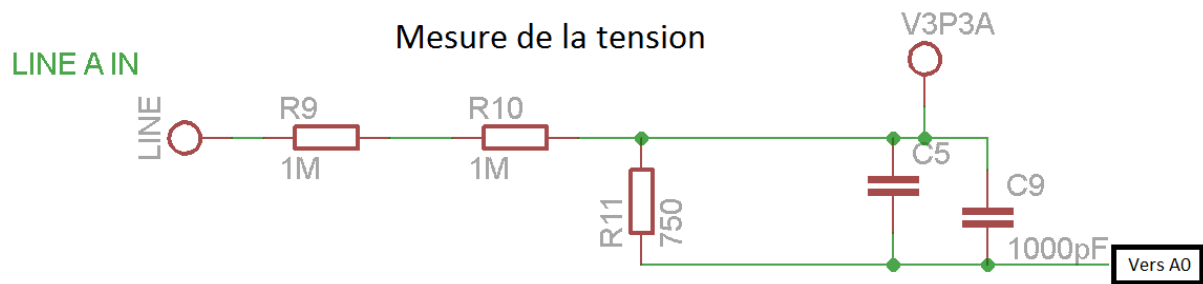 Mesure de la tension
V3P3A
LINE A IN
LINE
R9
1M
R10
1M
R11
750
C5
C9
1000pF
Vers A0